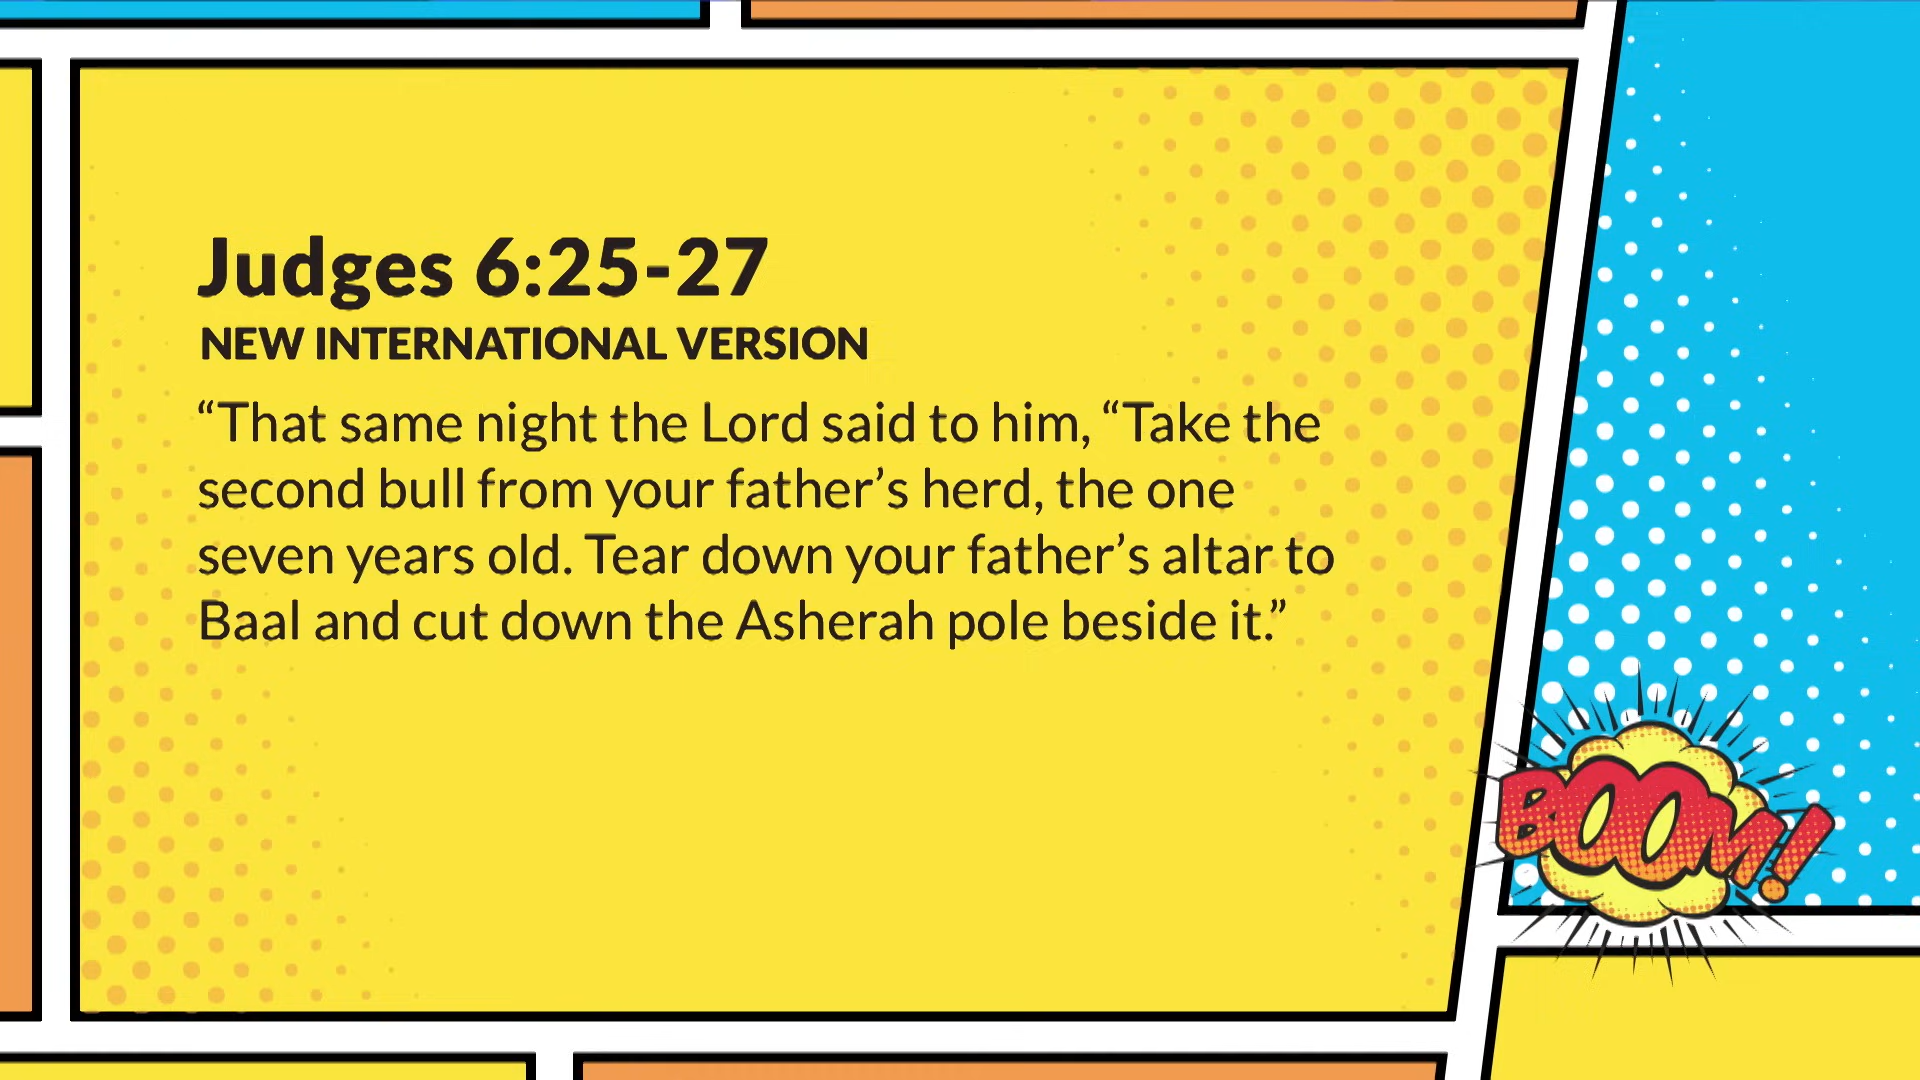 Judges 6:25-27
NEW INTERNATIONAL VERSION
“That same night the Lord said to him, “Take the
second bull from your father’s herd, the one
seven years old. Tear down your father’s altar to
Baal and cut down the Asherah pole beside it.”
BOOM!